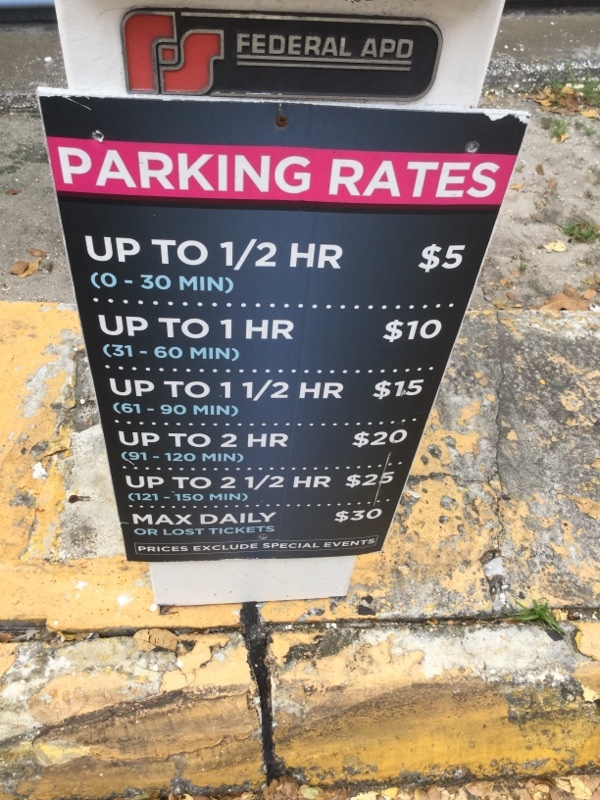 FEDERAL APD
PARKING RATES
UP TO 1/2 HR $5
(0 - 30 MIN)
UP TO 1 HR $10
(31 - 60 MIN)
UP TO 1 1/2 HR $15
(61 - 90 MIN)
UP TO 2 HR $20
(91 - 120 MIN)
UP TO 2 1/2 HR $25
(121 - 150 MIN)
MAX DAILY $30
OR LOST TICKETS
PRICES EXCLUDE SPECIAL EVENTS